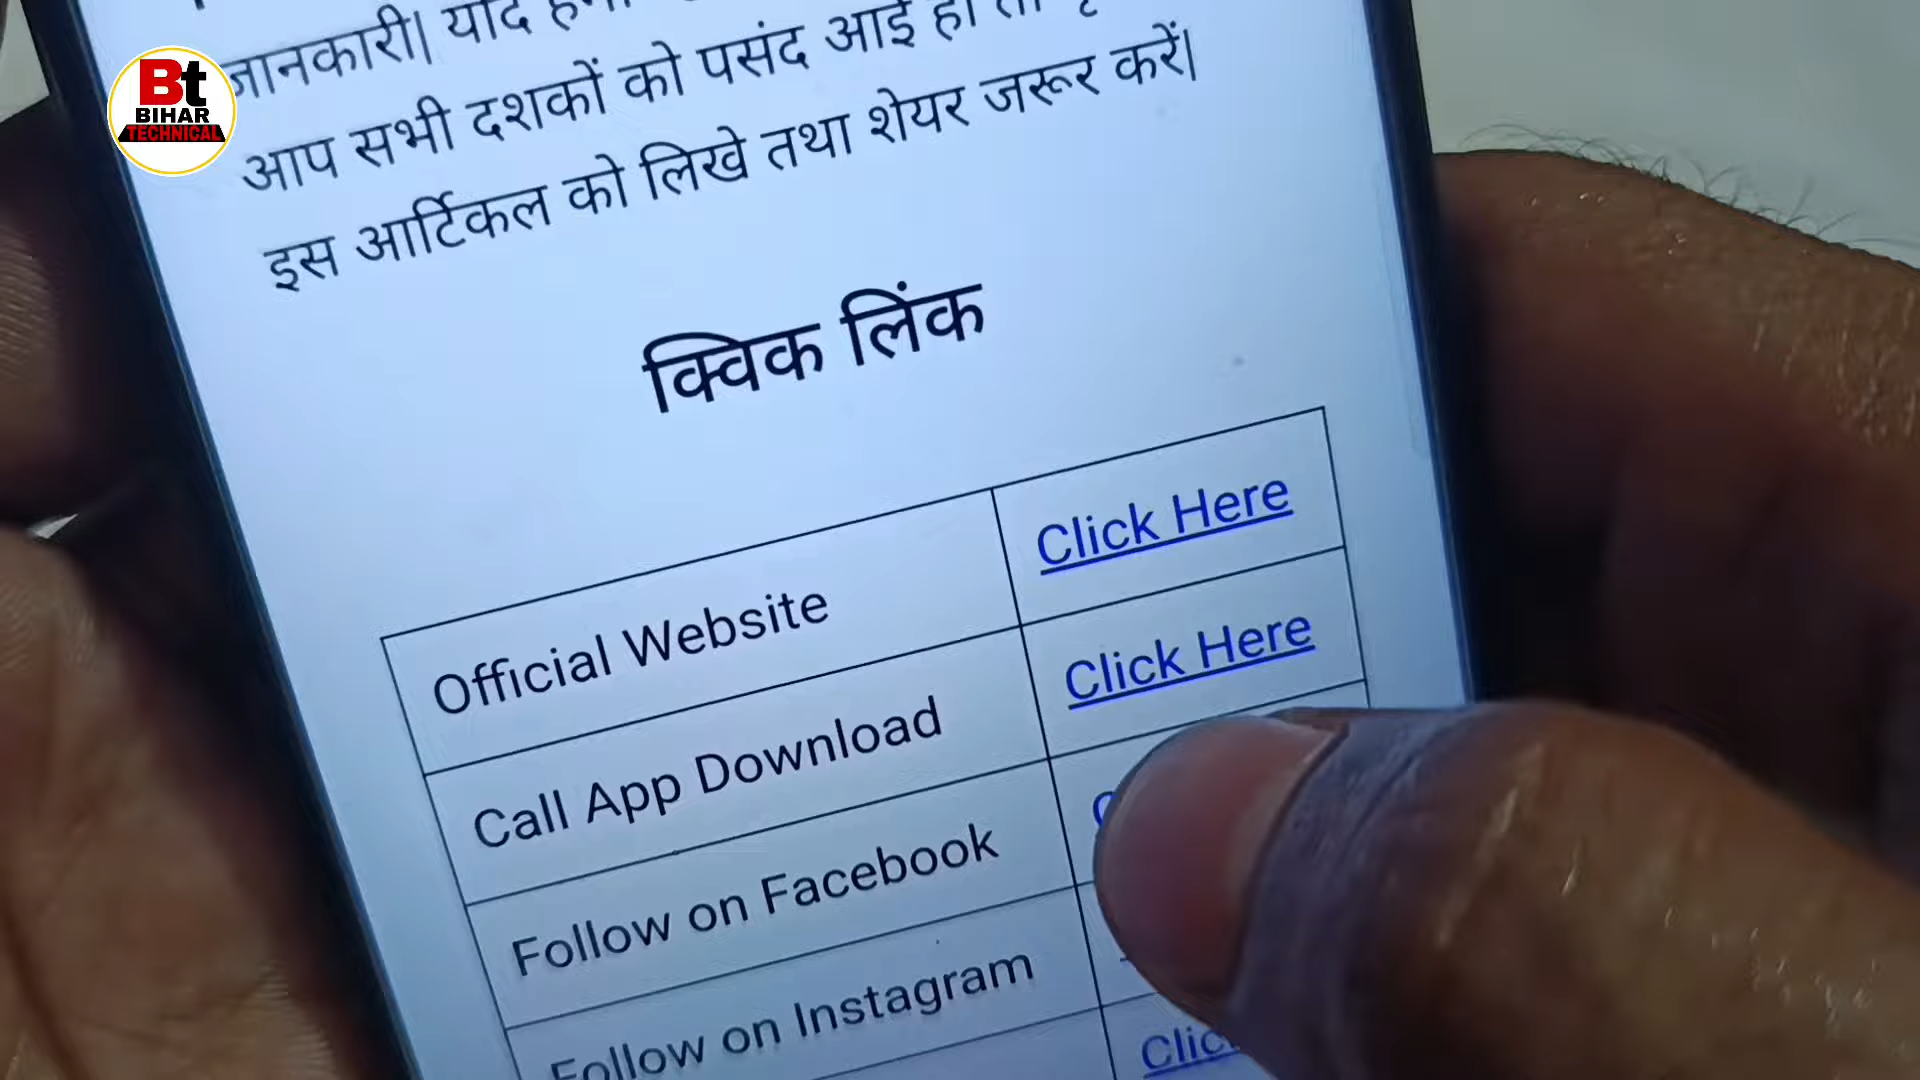 Bt
BIHAR
TECHNICAL
जानकारी। याद
आप सभी दशकों को पसंद आई हो तो
इस आर्टिकल को लिखे तथा शेयर जरूर करें।
क्विक लिंक
Official Website Click Here
Call App Download Click Here
Follow on Facebook
Follow on Instagram